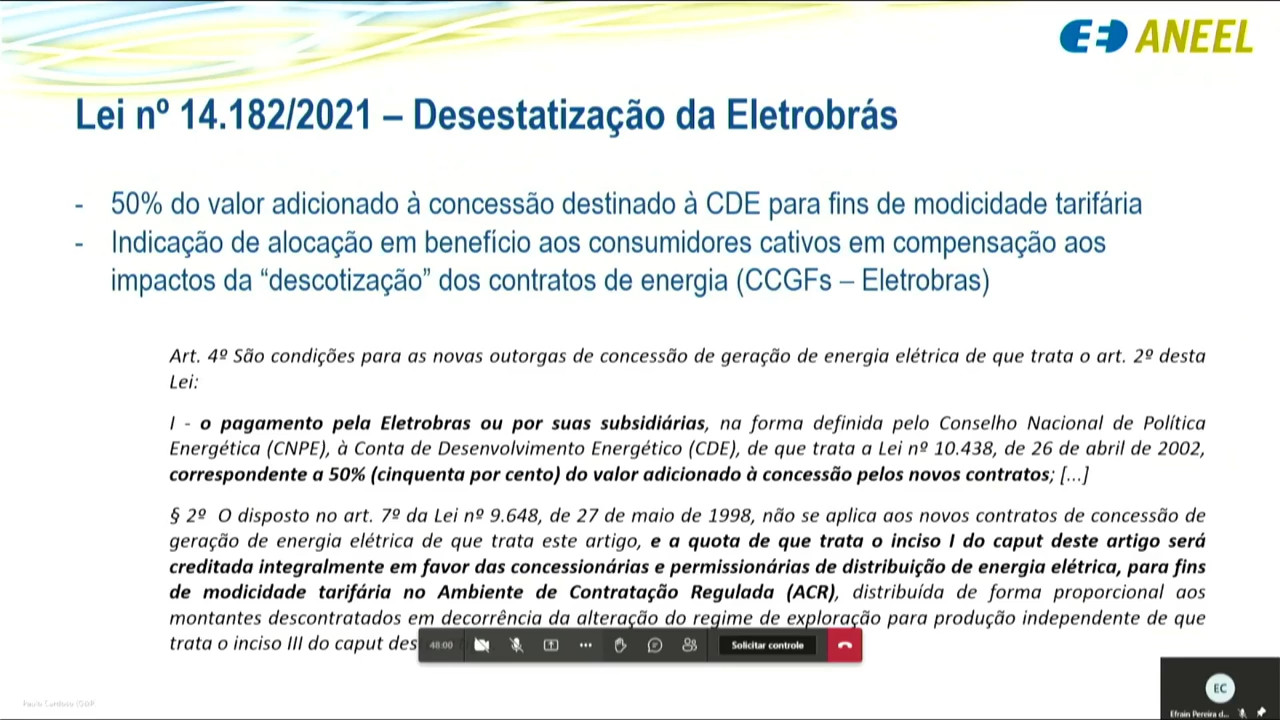 ANEEL
Lei nº 14.182/2021 – Desestatização da Eletrobrás
- 50% do valor adicionado à concessão destinado à CDE para fins de modicidade tarifária
- Indicação de alocação em benefício aos consumidores cativos em compensação aos
impactos da “descotização” dos contratos de energia (CCGFs – Eletrobras)
Art. 4º São condições para as novas outorgas de concessão de geração de energia elétrica de que trata o art. 2º desta
Lei:
I - o pagamento pela Eletrobras ou por suas subsidiárias, na forma definida pelo Conselho Nacional de Política
Energética (CNPE), à Conta de Desenvolvimento Energético (CDE), de que trata a Lei nº 10.438, de 26 de abril de 2002,
correspondente a 50% (cinquenta por cento) do valor adicionado à concessão pelos novos contratos; [...]
§ 2º O disposto no art. 7º da Lei nº 9.648, de 27 de maio de 1998, não se aplica aos novos contratos de concessão de
geração de energia elétrica de que trata este artigo, e a quota de que trata o inciso I do caput deste artigo será
creditada integralmente em favor das concessionárias e permissionárias de distribuição de energia elétrica, para fins
de modicidade tarifária no Ambiente de Contratação Regulada (ACR), distribuída de forma proporcional aos
montantes descontratados em decorrência da alteração do regime de exploração para produção independente de que
trata o inciso III do caput des
48:00
Solicitar controle
EC
Efrain Pereira d...
Paulo Cardoso